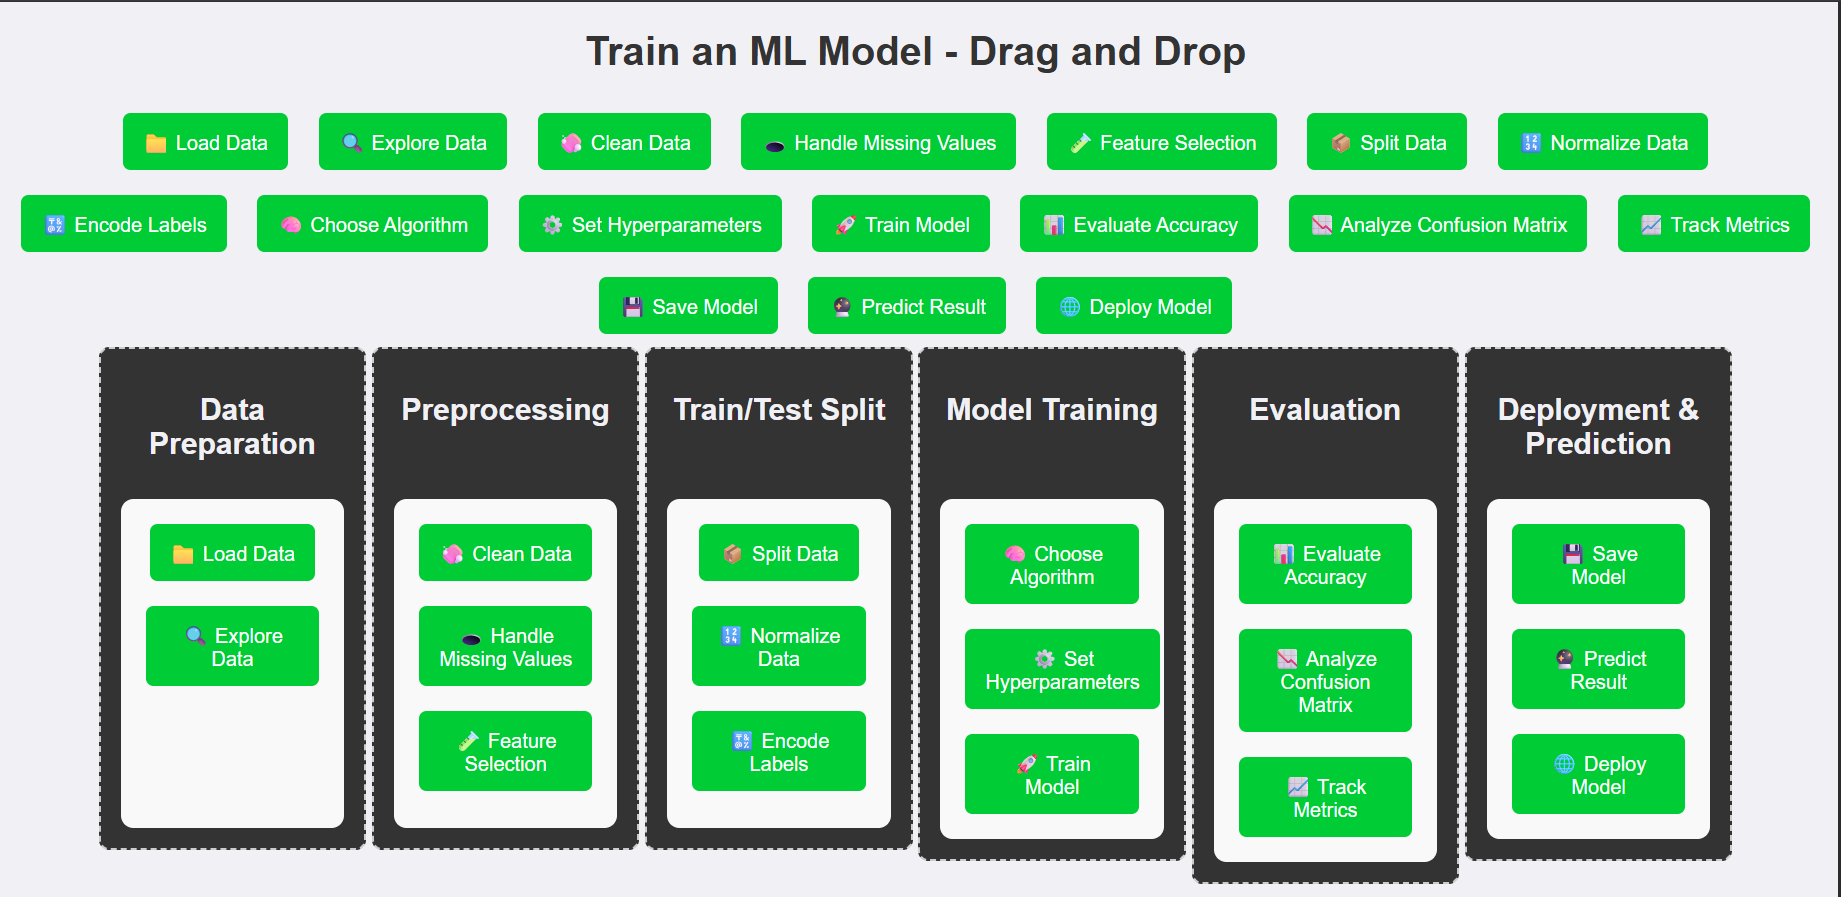 Train an ML Model - Drag and Drop
Load Data
Explore Data
Clean Data
Handle Missing Values
Feature Selection
Split Data
Normalize Data
Encode Labels
Choose Algorithm
Set Hyperparameters
Train Model
Evaluate Accuracy
Analyze Confusion Matrix
Track Metrics
Save Model
Predict Result
Deploy Model
Data
Preparation
Load Data
Explore
Data
Preprocessing
Clean Data
Handle
Missing Values
Feature
Selection
Train/Test Split
Split Data
Normalize
Data
Encode
Labels
Model Training
Choose
Algorithm
Set
Hyperparameters
Train
Model
Evaluation
Evaluate
Accuracy
Analyze
Confusion
Matrix
Track
Metrics
Deployment &
Prediction
Save
Model
Predict
Result
Deploy
Model